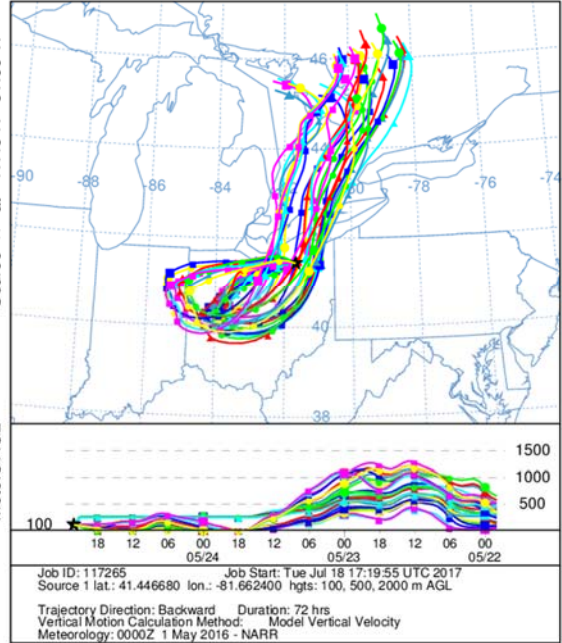 46
44
-90
-88
-86
-84
-78
-76
-74
40
38
1500
1000
500
100
18 12 06 00 18 12 06 00 18 12 06 00
05/24 05/23 05/22
Job ID: 117265 Job Start: Tue Jul 18 17:19:55 UTC 2017
Source 1 lat.: 41.446680 lon.: -81.662400 hgts: 100, 500, 2000 m AGL
Trajectory Direction: Backward Duration: 72 hrs
Vertical Motion Calculation Method: Model Vertical Velocity
Meteorology: 0000Z 1 May 2016 - NARR